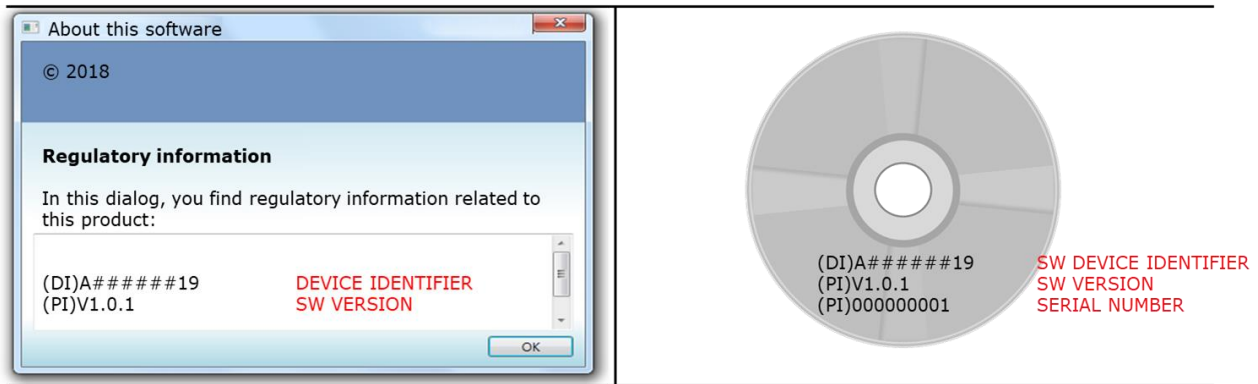 About this software
© 2018
Regulatory information
In this dialog, you find regulatory information related to
this product:
(DI)A######19 DEVICE IDENTIFIER
(PI)V1.0.1 SW VERSION
OK
(DI)A######19 SW DEVICE IDENTIFIER
(PI)V1.0.1 SW VERSION
(PI)000000001 SERIAL NUMBER